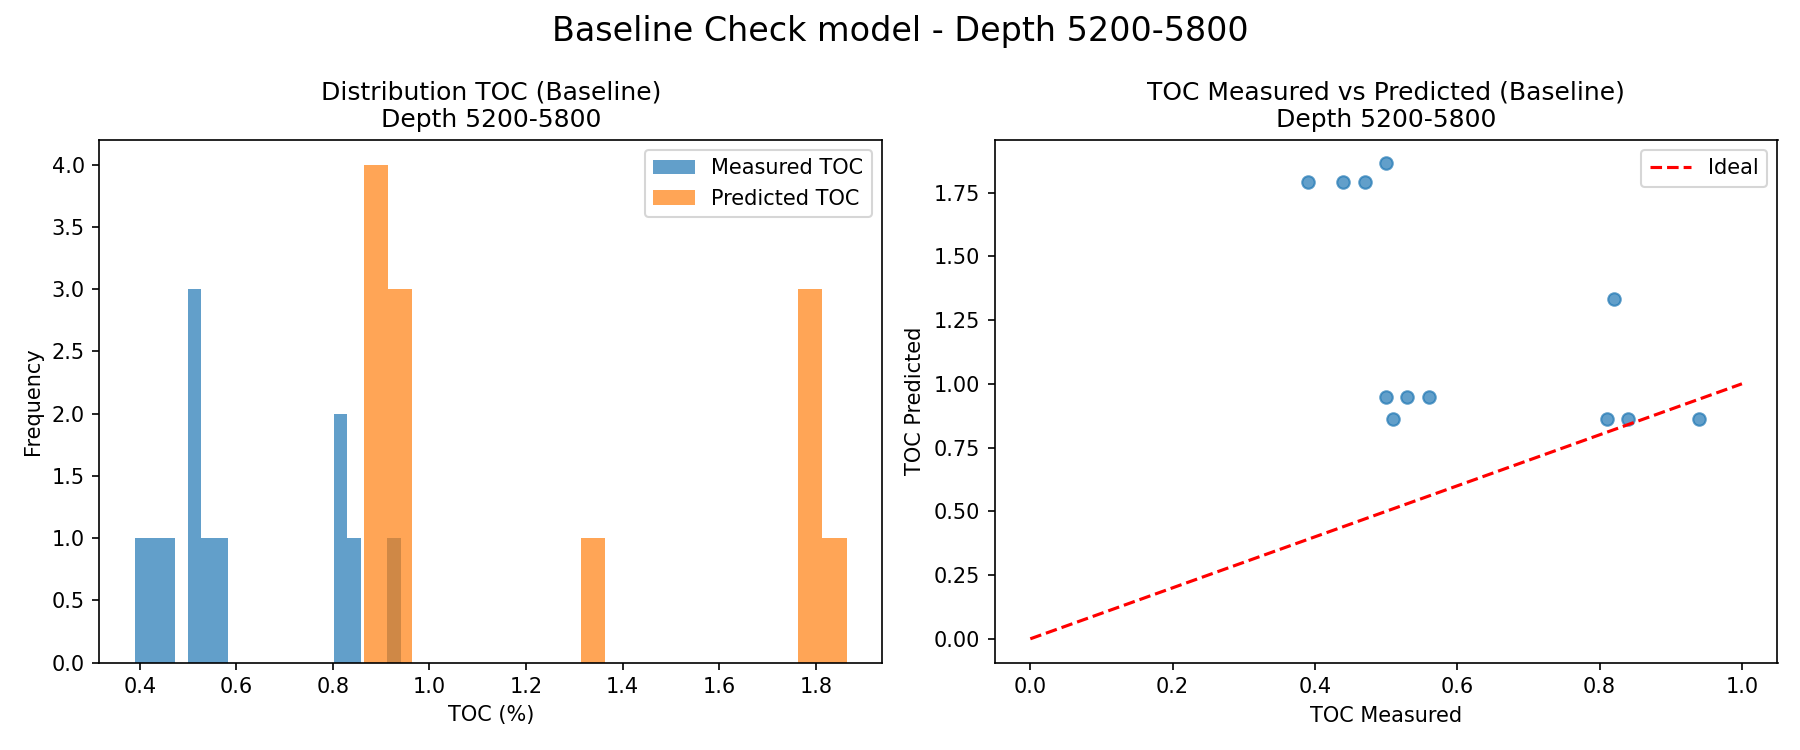 Baseline Check model - Depth 5200-5800
Distribution TOC (Baseline)
Depth 5200-5800
Measured TOC
Predicted TOC
4.0
3.5
3.0
2.5
2.0
1.5
1.0
0.5
0.0
Frequency
0.4 0.6 0.8 1.0 1.2 1.4 1.6 1.8
TOC (%)
TOC Measured vs Predicted (Baseline)
Depth 5200-5800
Ideal
1.75
1.50
1.25
1.00
0.75
0.50
0.25
0.00
TOC Predicted
0.0 0.2 0.4 0.6 0.8 1.0
TOC Measured